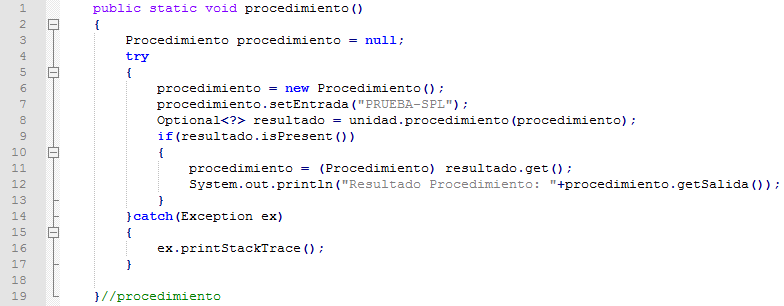 1 public static void procedimiento()
2 {
3 Procedimiento procedimiento = null;
4 try
5 {
6 procedimiento = new Procedimiento();
7 procedimiento.setEntrada("PRUEBA-SPL");
8 Optional<?> resultado = unidad.procedimiento(procedimiento);
9 if(resultado.isPresent())
10 {
11 procedimiento = (Procedimiento) resultado.get();
12 System.out.println("Resultado Procedimiento: "+procedimiento.getSalida());
13 }
14 }catch(Exception ex)
15 {
16 ex.printStackTrace();
17 }
18
19 }//procedimiento